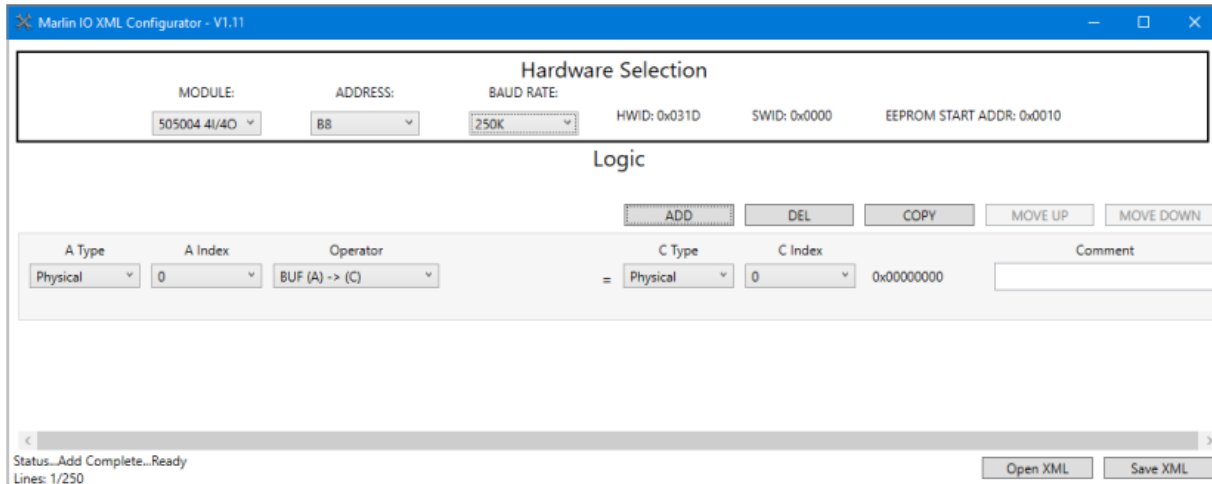 Marlin IO XML Configurator - V1.11
Hardware Selection
MODULE: ADDRESS: BAUD RATE:
505004 4I/4O B8 250K HWID: 0x031D SWID: 0x0000 EEPROM START ADDR: 0x0010
Logic
ADD DEL COPY MOVE UP MOVE DOWN
A Type A Index Operator C Type C Index Comment
Physical 0 BUF (A) -> (C) = Physical 0 0x00000000
Status...Add Complete...Ready
Lines: 1/250
Open XML Save XML